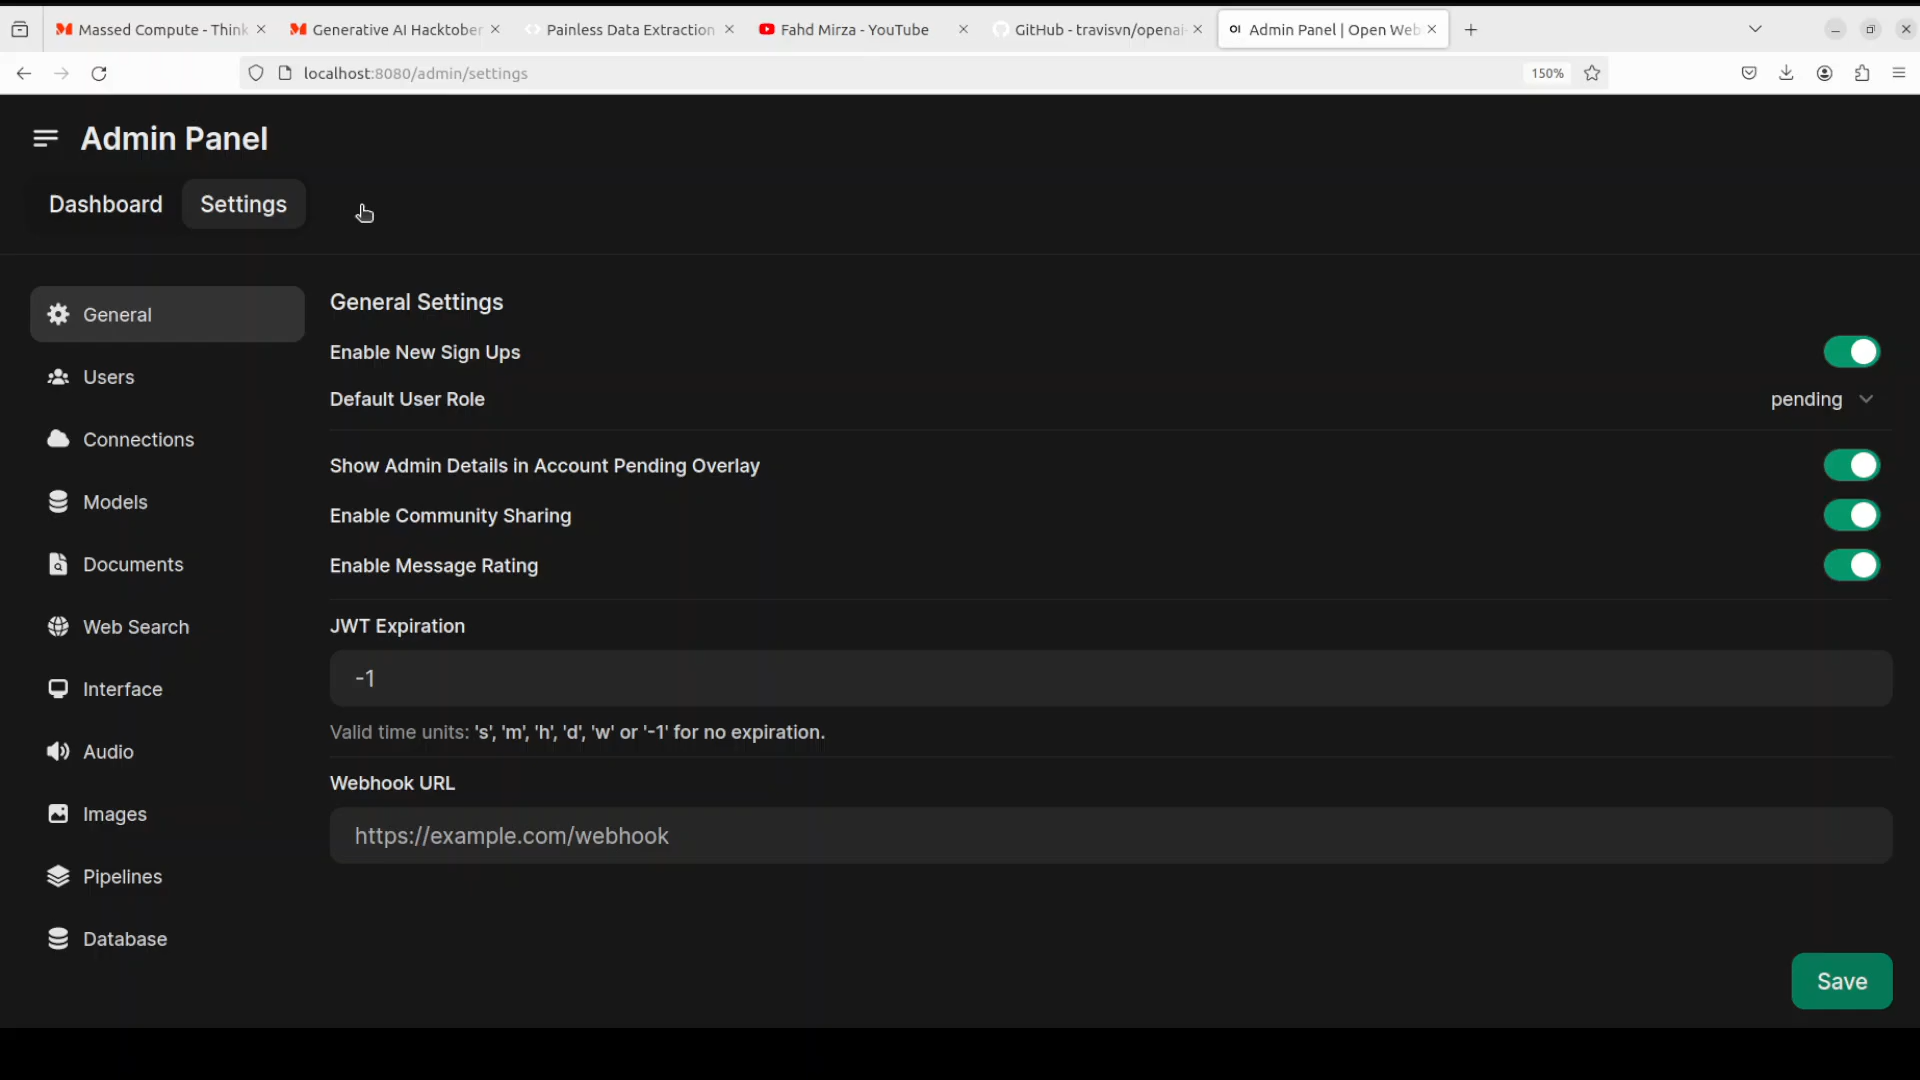 Massed Compute - Think
Generative AI Hacktober
Painless Data Extraction
Fahd Mirza - YouTube
GitHub - travisvn/openai-
OI Admin Panel | Open Web
localhost:8080/admin/settings
150%
Admin Panel
Dashboard
Settings
General
Users
Connections
Models
Documents
Web Search
Interface
Audio
Images
Pipelines
Database
General Settings
Enable New Sign Ups
Default User Role
pending
Show Admin Details in Account Pending Overlay
Enable Community Sharing
Enable Message Rating
JWT Expiration
-1
Valid time units: 's', 'm', 'h', 'd', 'w' or '-1' for no expiration.
Webhook URL
https://example.com/webhook
Save